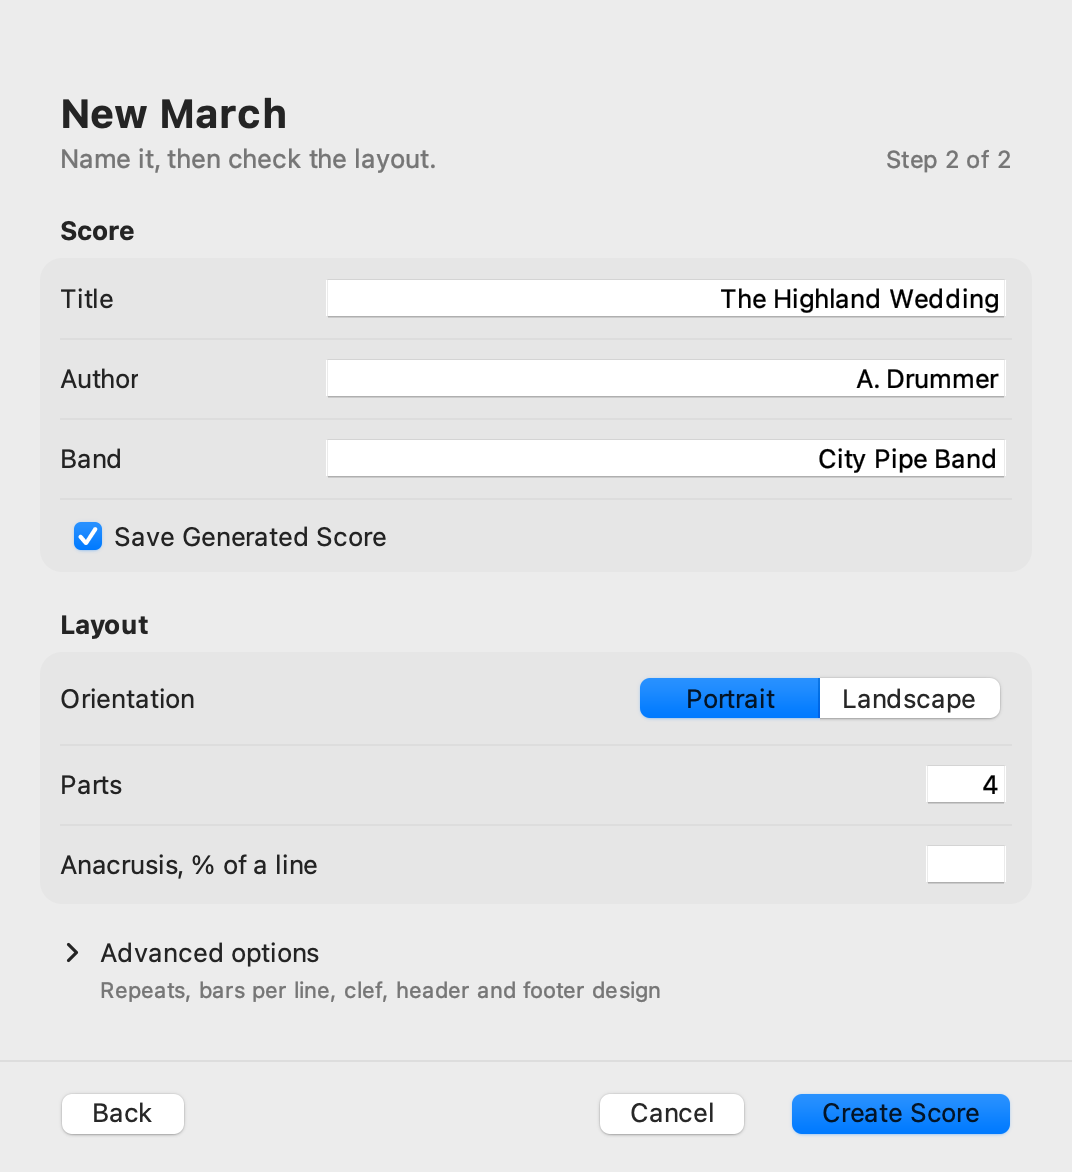 New March
Name it, then check the layout.
Step 2 of 2
Score
Title
The Highland Wedding
Author
A. Drummer
Band
City Pipe Band
Save Generated Score
Layout
Orientation
Portrait
Landscape
Parts
4
Anacrusis, % of a line
Advanced options
Repeats, bars per line, clef, header and footer design
Back
Cancel
Create Score